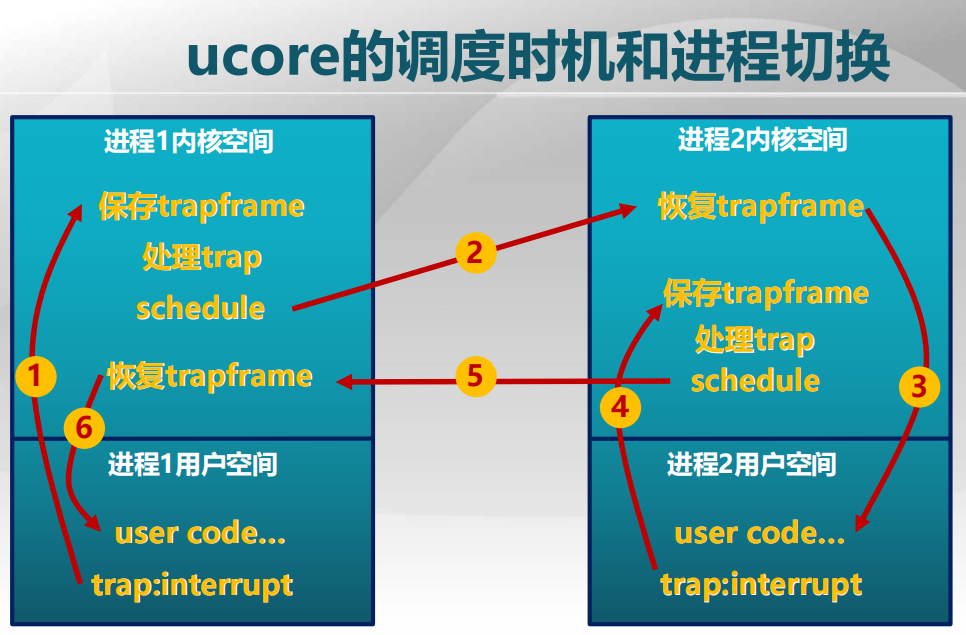 ucore的调度时机和进程切换
进程1内核空间
保存trapframe
处理trap
schedule
恢复trapframe
1
6
进程1用户空间
user code...
trap:interrupt
2
5
进程2内核空间
恢复trapframe
保存trapframe
处理trap
schedule
4
3
进程2用户空间
user code...
trap:interrupt